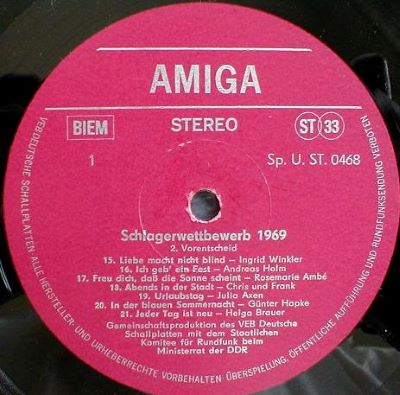 AMIGA
BIEM
STEREO
ST 33
1
Sp. U. ST. 0468
Schlagerwettbewerb 1969
2. Vorentscheid
15. Liebe macht nicht blind – Ingrid Winkler
16. Ich geb' ein Fest – Andreas Holm
17. Freu dich, daß die Sonne scheint – Rosemarie Ambé
18. Abends in der Stadt – Chris und Frank
19. Urlaubstag – Julia Axen
20. In der blauen Sommernacht – Günter Hapke
21. Jeder Tag ist neu – Helga Brauer
Gemeinschaftsproduktion des VEB Deutsche
Schallplatten mit dem Staatlichen
Komitee für Rundfunk beim
Ministerrat der DDR
VEB DEUTSCHE SCHALLPLATTEN ALLE HERSTELLER- UND URHEBERRECHTE VORBEHALTEN ÜBERSPIELUNG, ÖFFENTLICHE AUFFÜHRUNG UND RUNDFUNKSENDUNG VERBOTEN